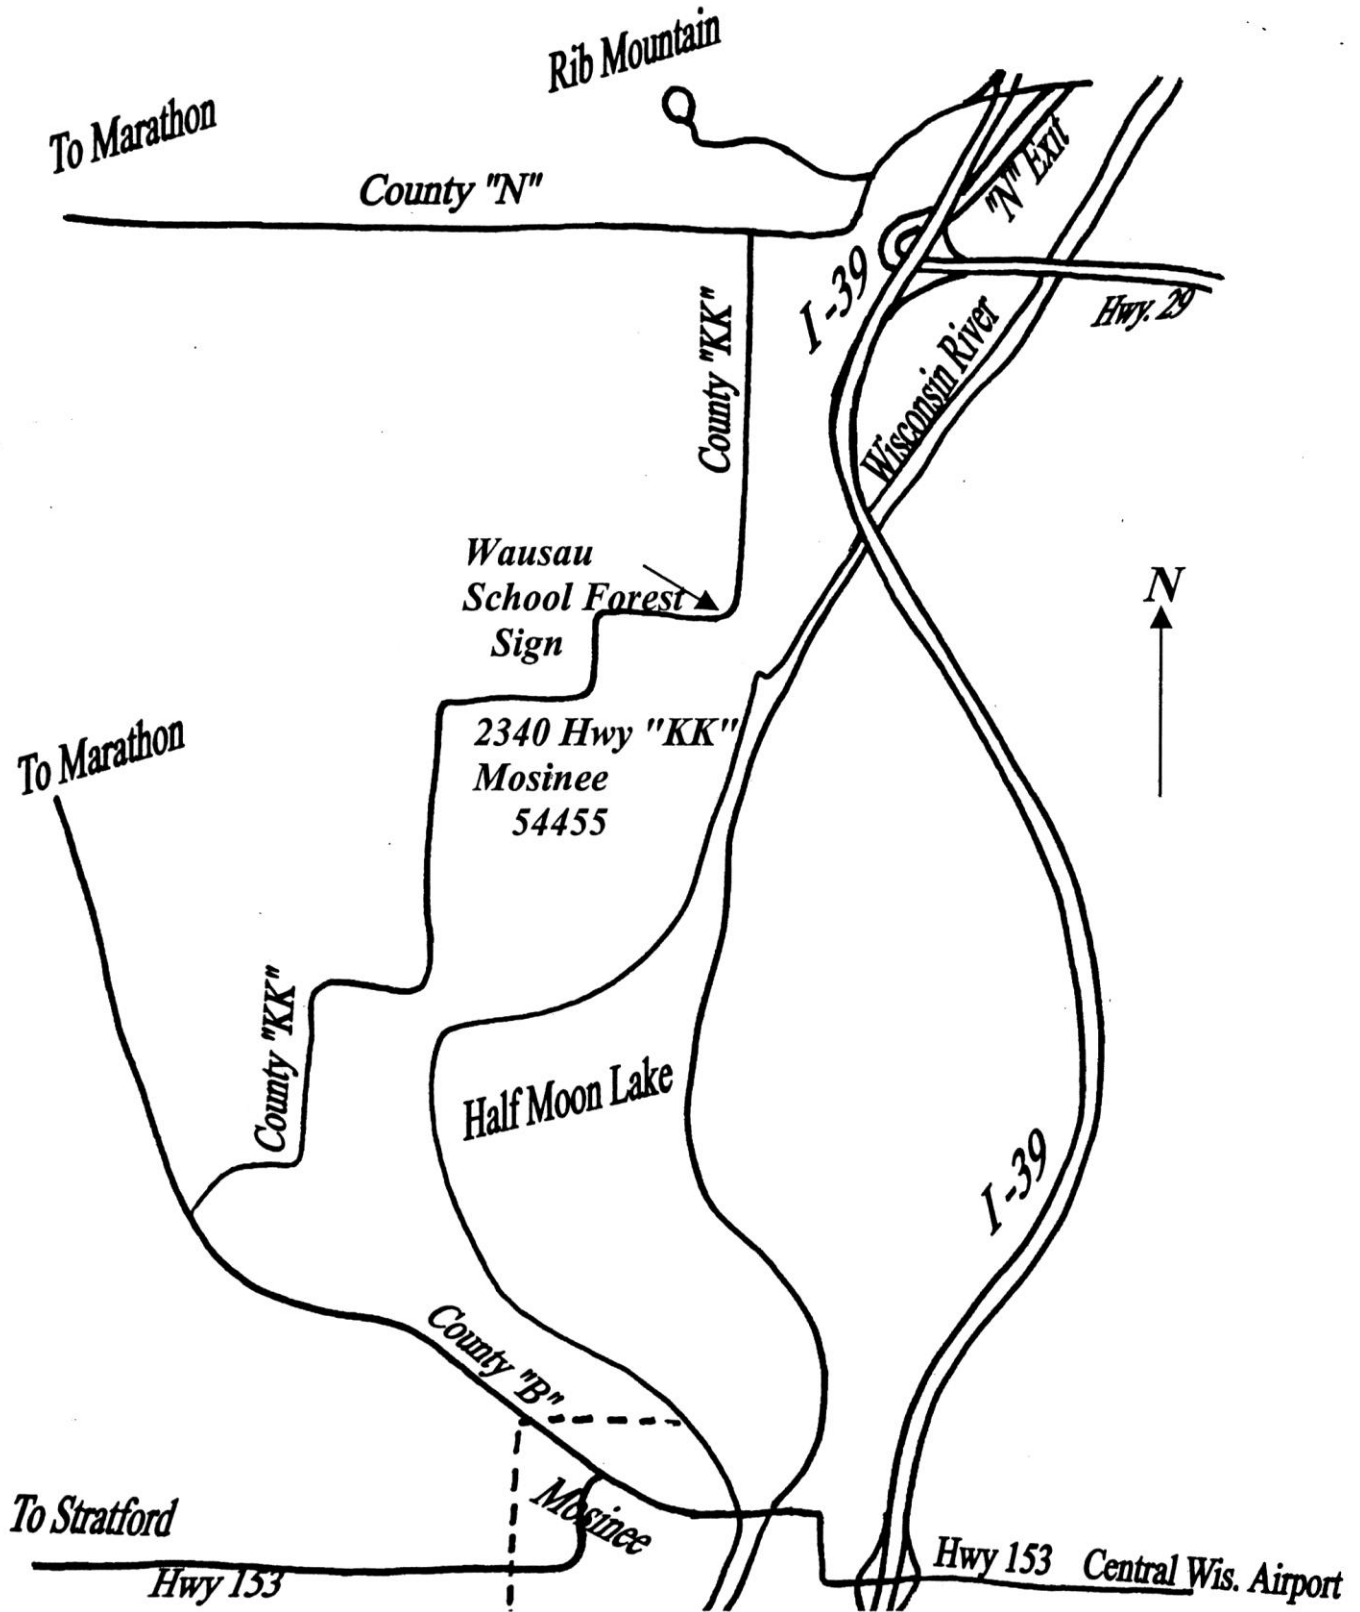 Rib Mountain
To Marathon
County "N"
"N" Exit
I-39
Hwy. 29
County "KK"
Wisconsin River
Wausau
School Forest
Sign
N
2340 Hwy "KK"
Mosinee
54455
To Marathon
County "KK"
Half Moon Lake
I-39
County "B"
Mosinee
To Stratford
Hwy 153
Hwy 153 Central Wis. Airport